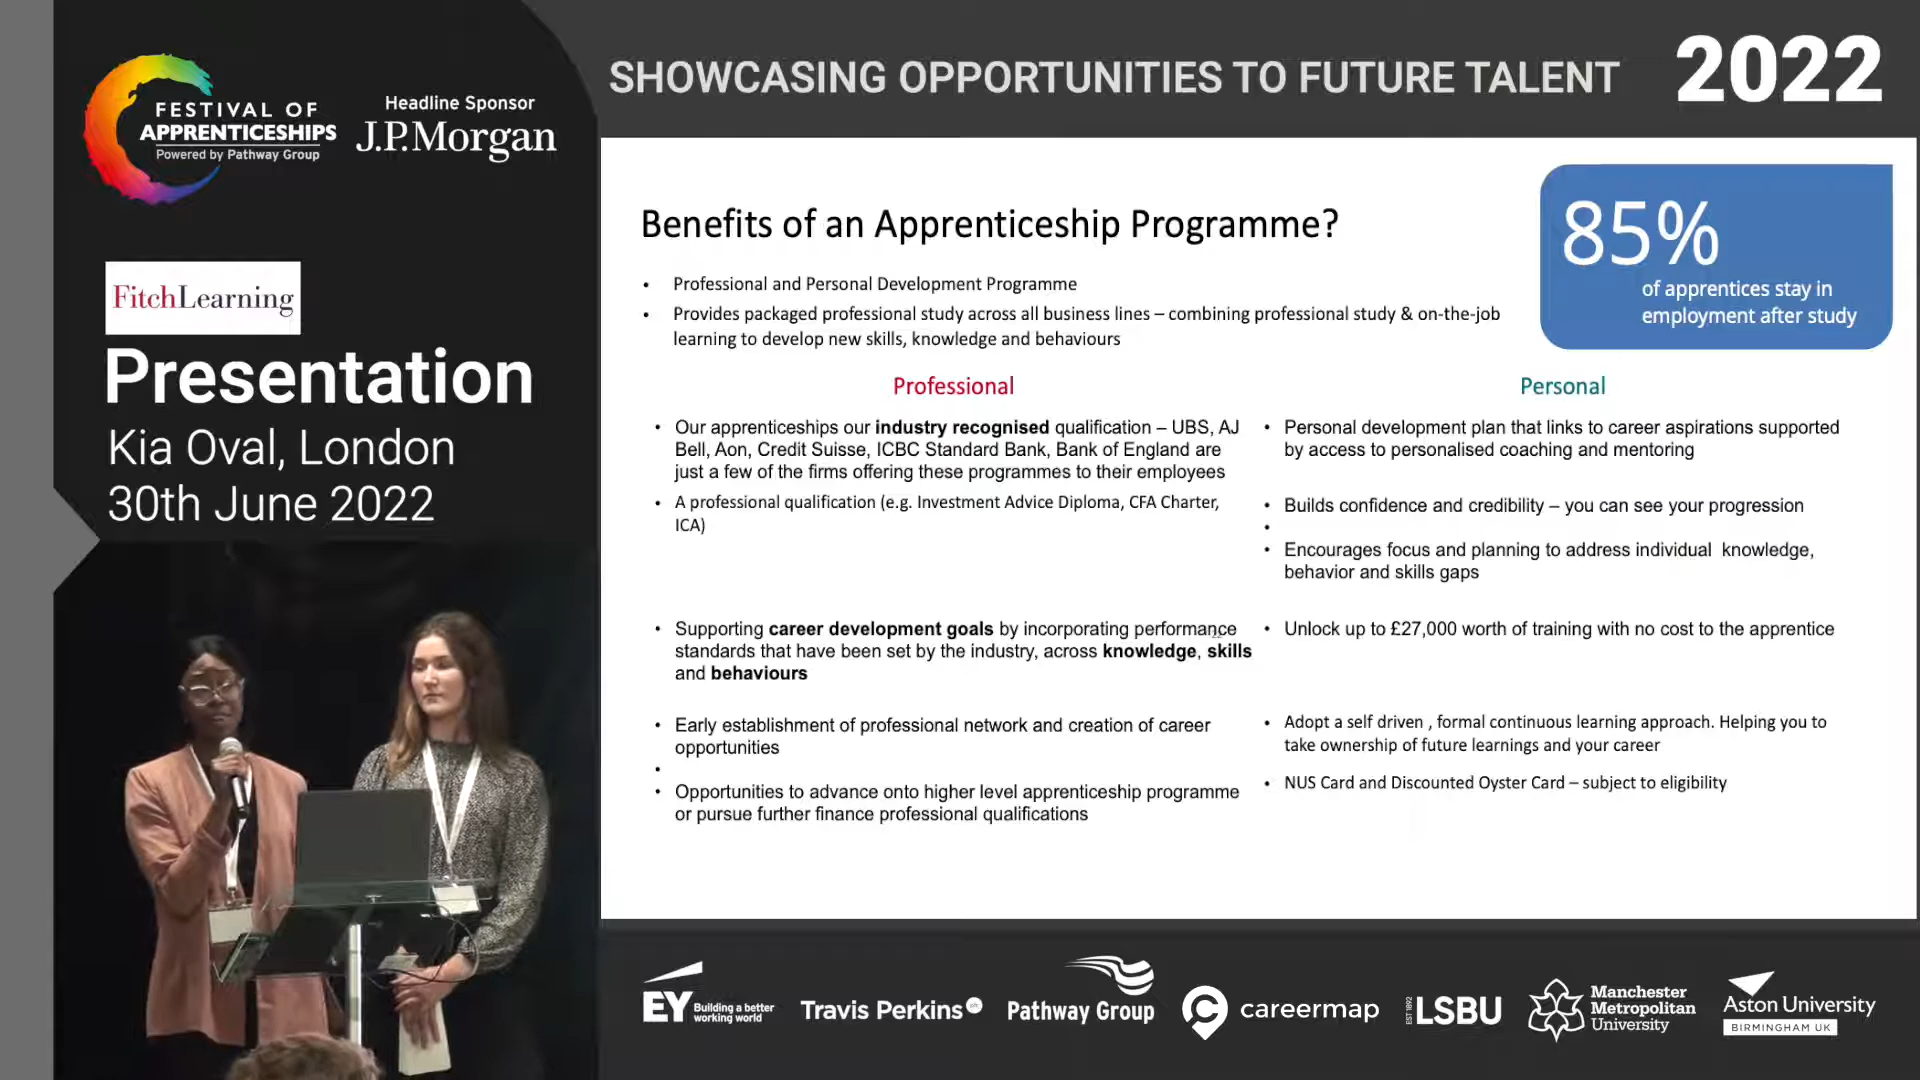 FESTIVAL OF
APPRENTICESHIPS
Powered by Pathway Group
Headline Sponsor
J.P.Morgan
SHOWCASING OPPORTUNITIES TO FUTURE TALENT
2022
FitchLearning
Presentation
Kia Oval, London
30th June 2022
Benefits of an Apprenticeship Programme?
• Professional and Personal Development Programme
• Provides packaged professional study across all business lines – combining professional study & on-the-job
learning to develop new skills, knowledge and behaviours
85%
of apprentices stay in
employment after study
Professional
• Our apprenticeships our industry recognised qualification – UBS, AJ
Bell, Aon, Credit Suisse, ICBC Standard Bank, Bank of England are
just a few of the firms offering these programmes to their employees
• A professional qualification (e.g. Investment Advice Diploma, CFA Charter,
ICA)
• Supporting career development goals by incorporating performance
standards that have been set by the industry, across knowledge, skills
and behaviours
• Early establishment of professional network and creation of career
opportunities
•
• Opportunities to advance onto higher level apprenticeship programme
or pursue further finance professional qualifications
Personal
• Personal development plan that links to career aspirations supported
by access to personalised coaching and mentoring
• Builds confidence and credibility – you can see your progression
•
• Encourages focus and planning to address individual  knowledge,
behavior and skills gaps
• Unlock up to £27,000 worth of training with no cost to the apprentice
• Adopt a self driven , formal continuous learning approach. Helping you to
take ownership of future learnings and your career
• NUS Card and Discounted Oyster Card – subject to eligibility
EY Building a better
working world
Travis Perkins plc
Pathway Group
careermap
EST 1892 LSBU
Manchester
Metropolitan
University
Aston University
BIRMINGHAM UK